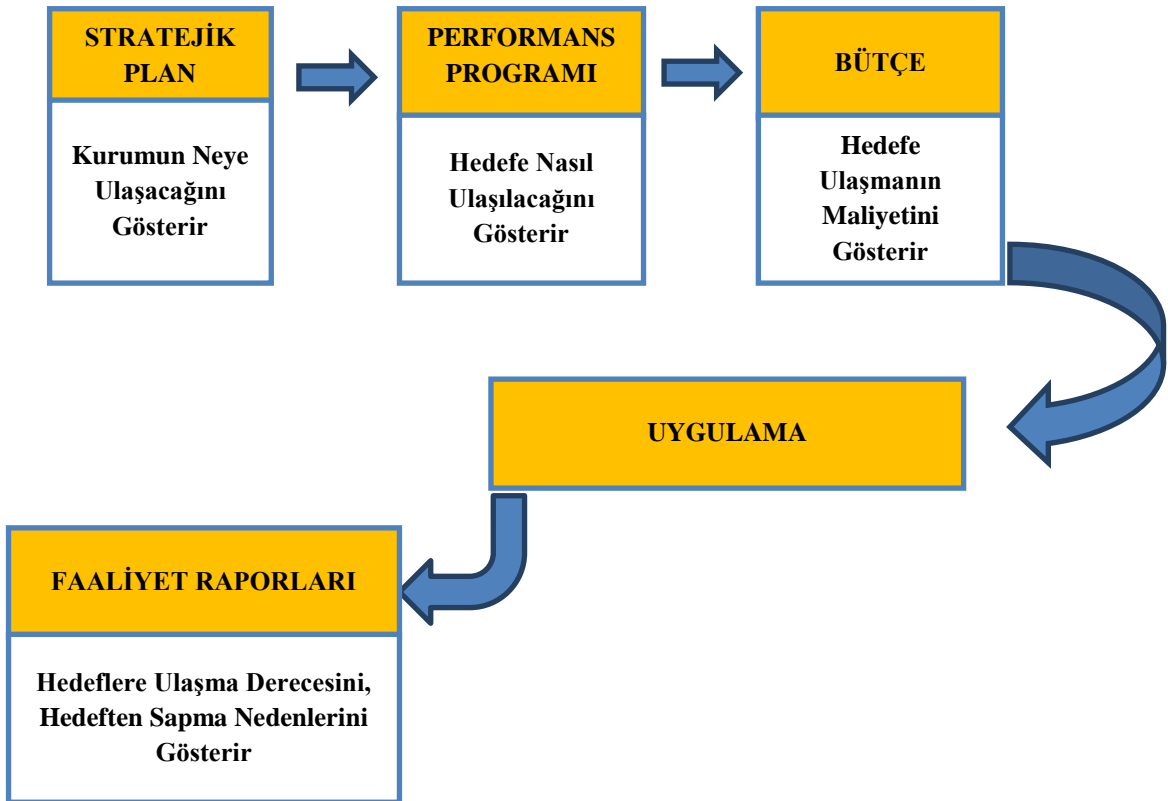 STRATEJİK
PLAN
Kurumun Neye
Ulaşacağını
Gösterir
PERFORMANS
PROGRAMI
Hedefe Nasıl
Ulaşılacağını
Gösterir
BÜTÇE
Hedefe
Ulaşmanın
Maliyetini
Gösterir
UYGULAMA
FAALİYET RAPORLARI
Hedeflere Ulaşma Derecesini,
Hedeften Sapma Nedenlerini
Gösterir